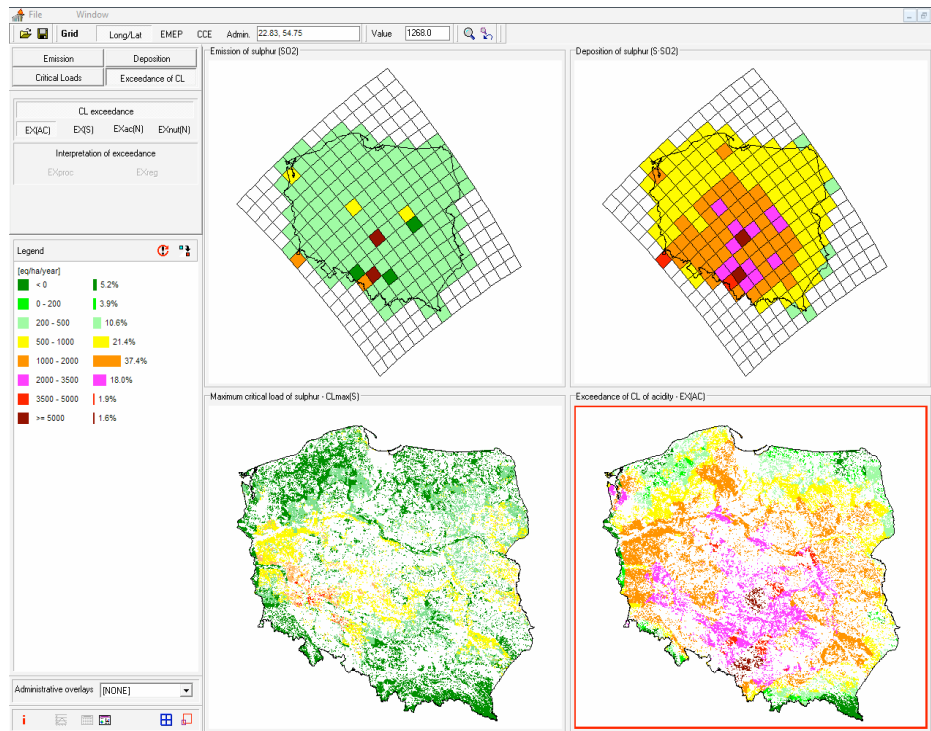 File Window
Grid Long/Lat EMEP CCE Admin. 22.83, 54.75 Value 1268.0
Emission Deposition
Critical Loads Exceedance of CL
CL exceedance
EX(AC) EX(S) EXac(N) EXnut(N)
Interpretation of exceedance
EXproc EXreg
Legend
[eq/ha/year]
< 0 5.2%
0 - 200 3.9%
200 - 500 10.6%
500 - 1000 21.4%
1000 - 2000 37.4%
2000 - 3500 18.0%
3500 - 5000 1.9%
>= 5000 1.6%
Administrative overlays [NONE]
i
Emission of sulphur (SO2)
Deposition of sulphur (S-SO2)
Maximum critical load of sulphur - CLmax(S)
Exceedance of CL of acidity - EX(AC)